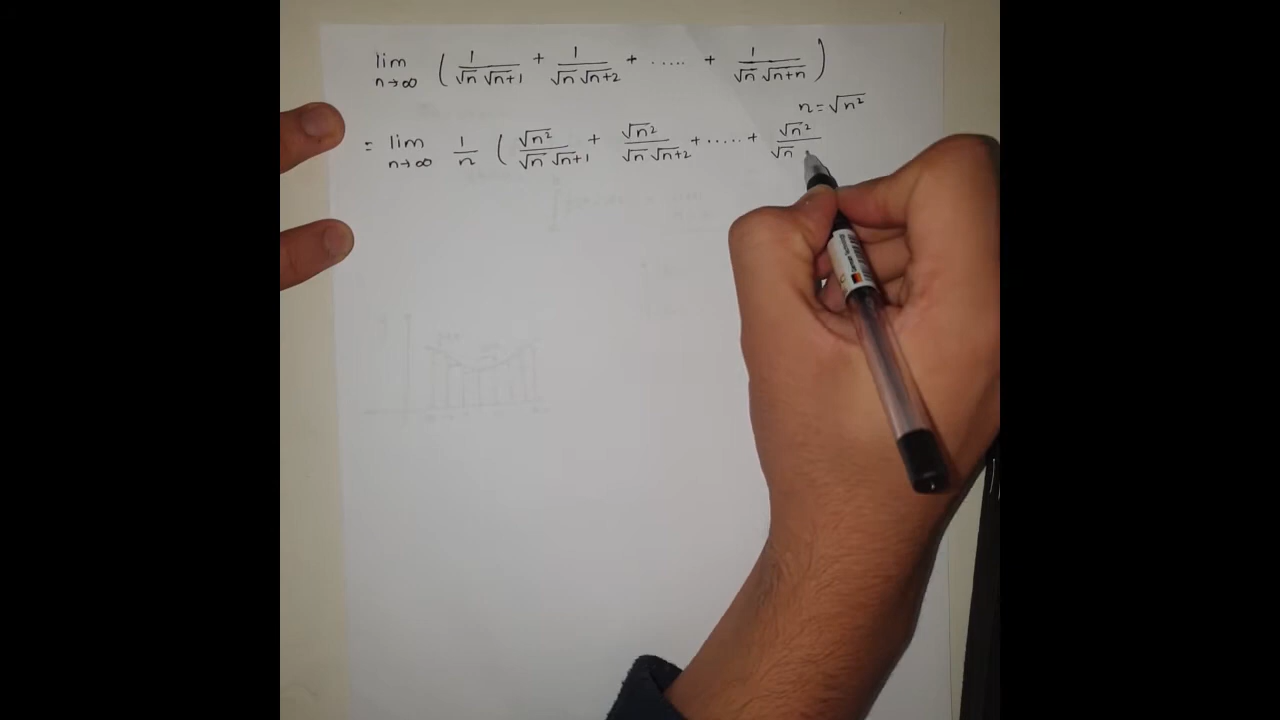 lim n→∞ ( 1/(√n √n+1) + 1/(√n √n+2) + ..... + 1/(√n √n+n) )
n = √n²
= lim n→∞ 1/n ( √n²/(√n √n+1) + √n²/(√n √n+2) + ..... + √n²/√n